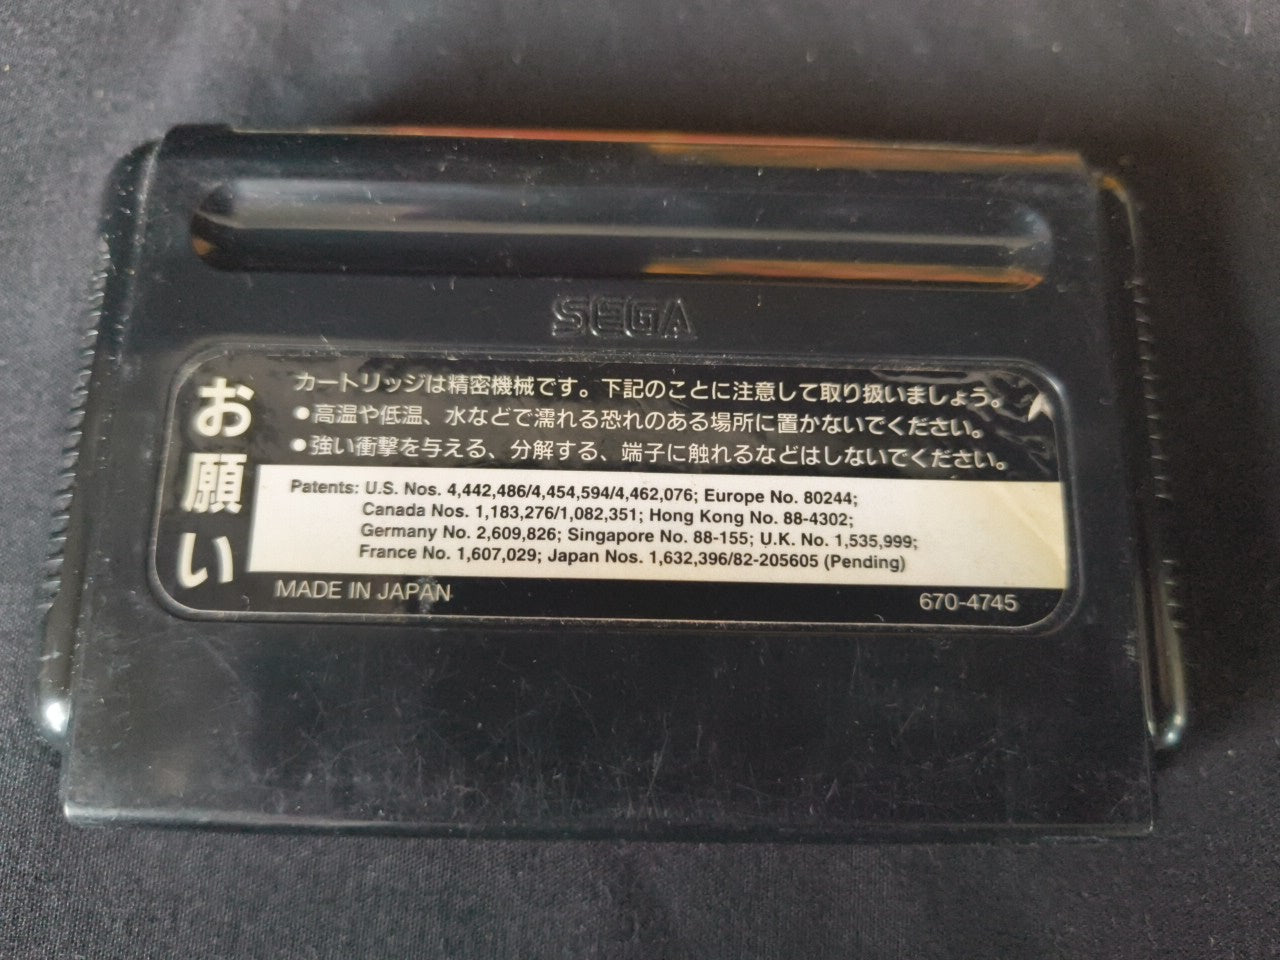 SEGA
お願い
カートリッジは精密機械です。下記のことに注意して取り扱いましょう。
●高温や低温、水などで濡れる恐れのある場所に置かないでください。
●強い衝撃を与える、分解する、端子に触れるなどはしないでください。
Patents: U.S. Nos. 4,442,486/4,454,594/4,462,076; Europe No. 80244;
Canada Nos. 1,183,276/1,082,351; Hong Kong No. 88-4302;
Germany No. 2,609,826; Singapore No. 88-155; U.K. No. 1,535,999;
France No. 1,607,029; Japan Nos. 1,632,396/82-205605 (Pending)
MADE IN JAPAN
670-4745